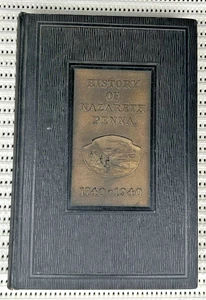 HISTORY
OF
NAZARETH
PENNA
1740-1940